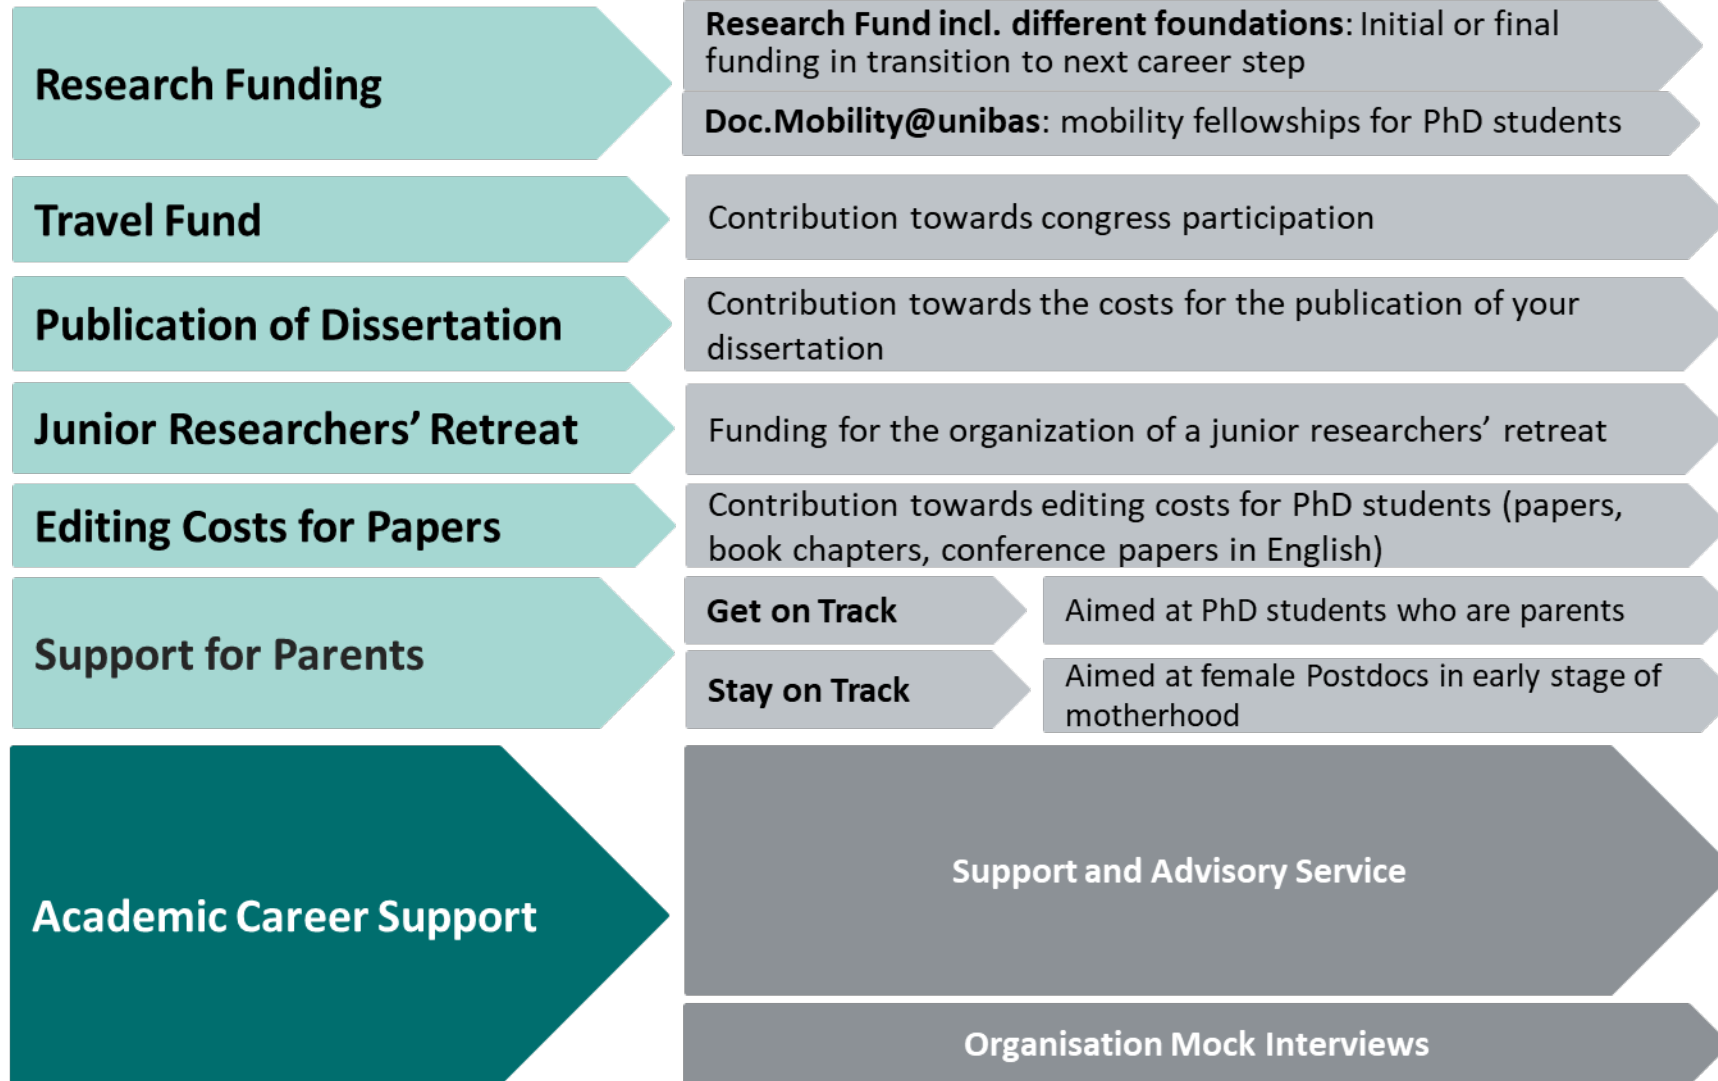 Research Funding
Research Fund incl. different foundations: Initial or final
funding in transition to next career step
Doc.Mobility@unibas: mobility fellowships for PhD students
Travel Fund
Contribution towards congress participation
Publication of Dissertation
Contribution towards the costs for the publication of your
dissertation
Junior Researchers’ Retreat
Funding for the organization of a junior researchers’ retreat
Editing Costs for Papers
Contribution towards editing costs for PhD students (papers,
book chapters, conference papers in English)
Support for Parents
Get on Track
Aimed at PhD students who are parents
Stay on Track
Aimed at female Postdocs in early stage of
motherhood
Academic Career Support
Support and Advisory Service
Organisation Mock Interviews